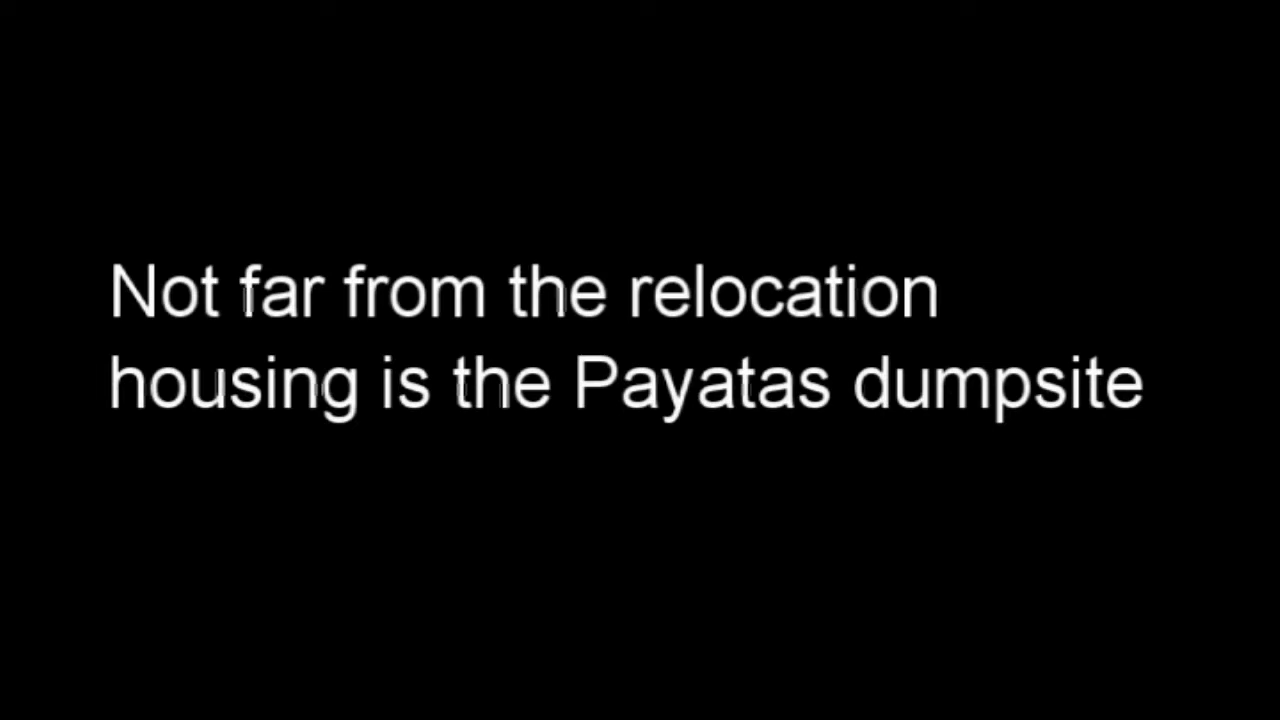 Not far from the relocation
housing is the Payatas dumpsite